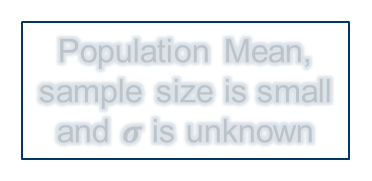 Population Mean,
sample size is small
and 𝝈 is unknown